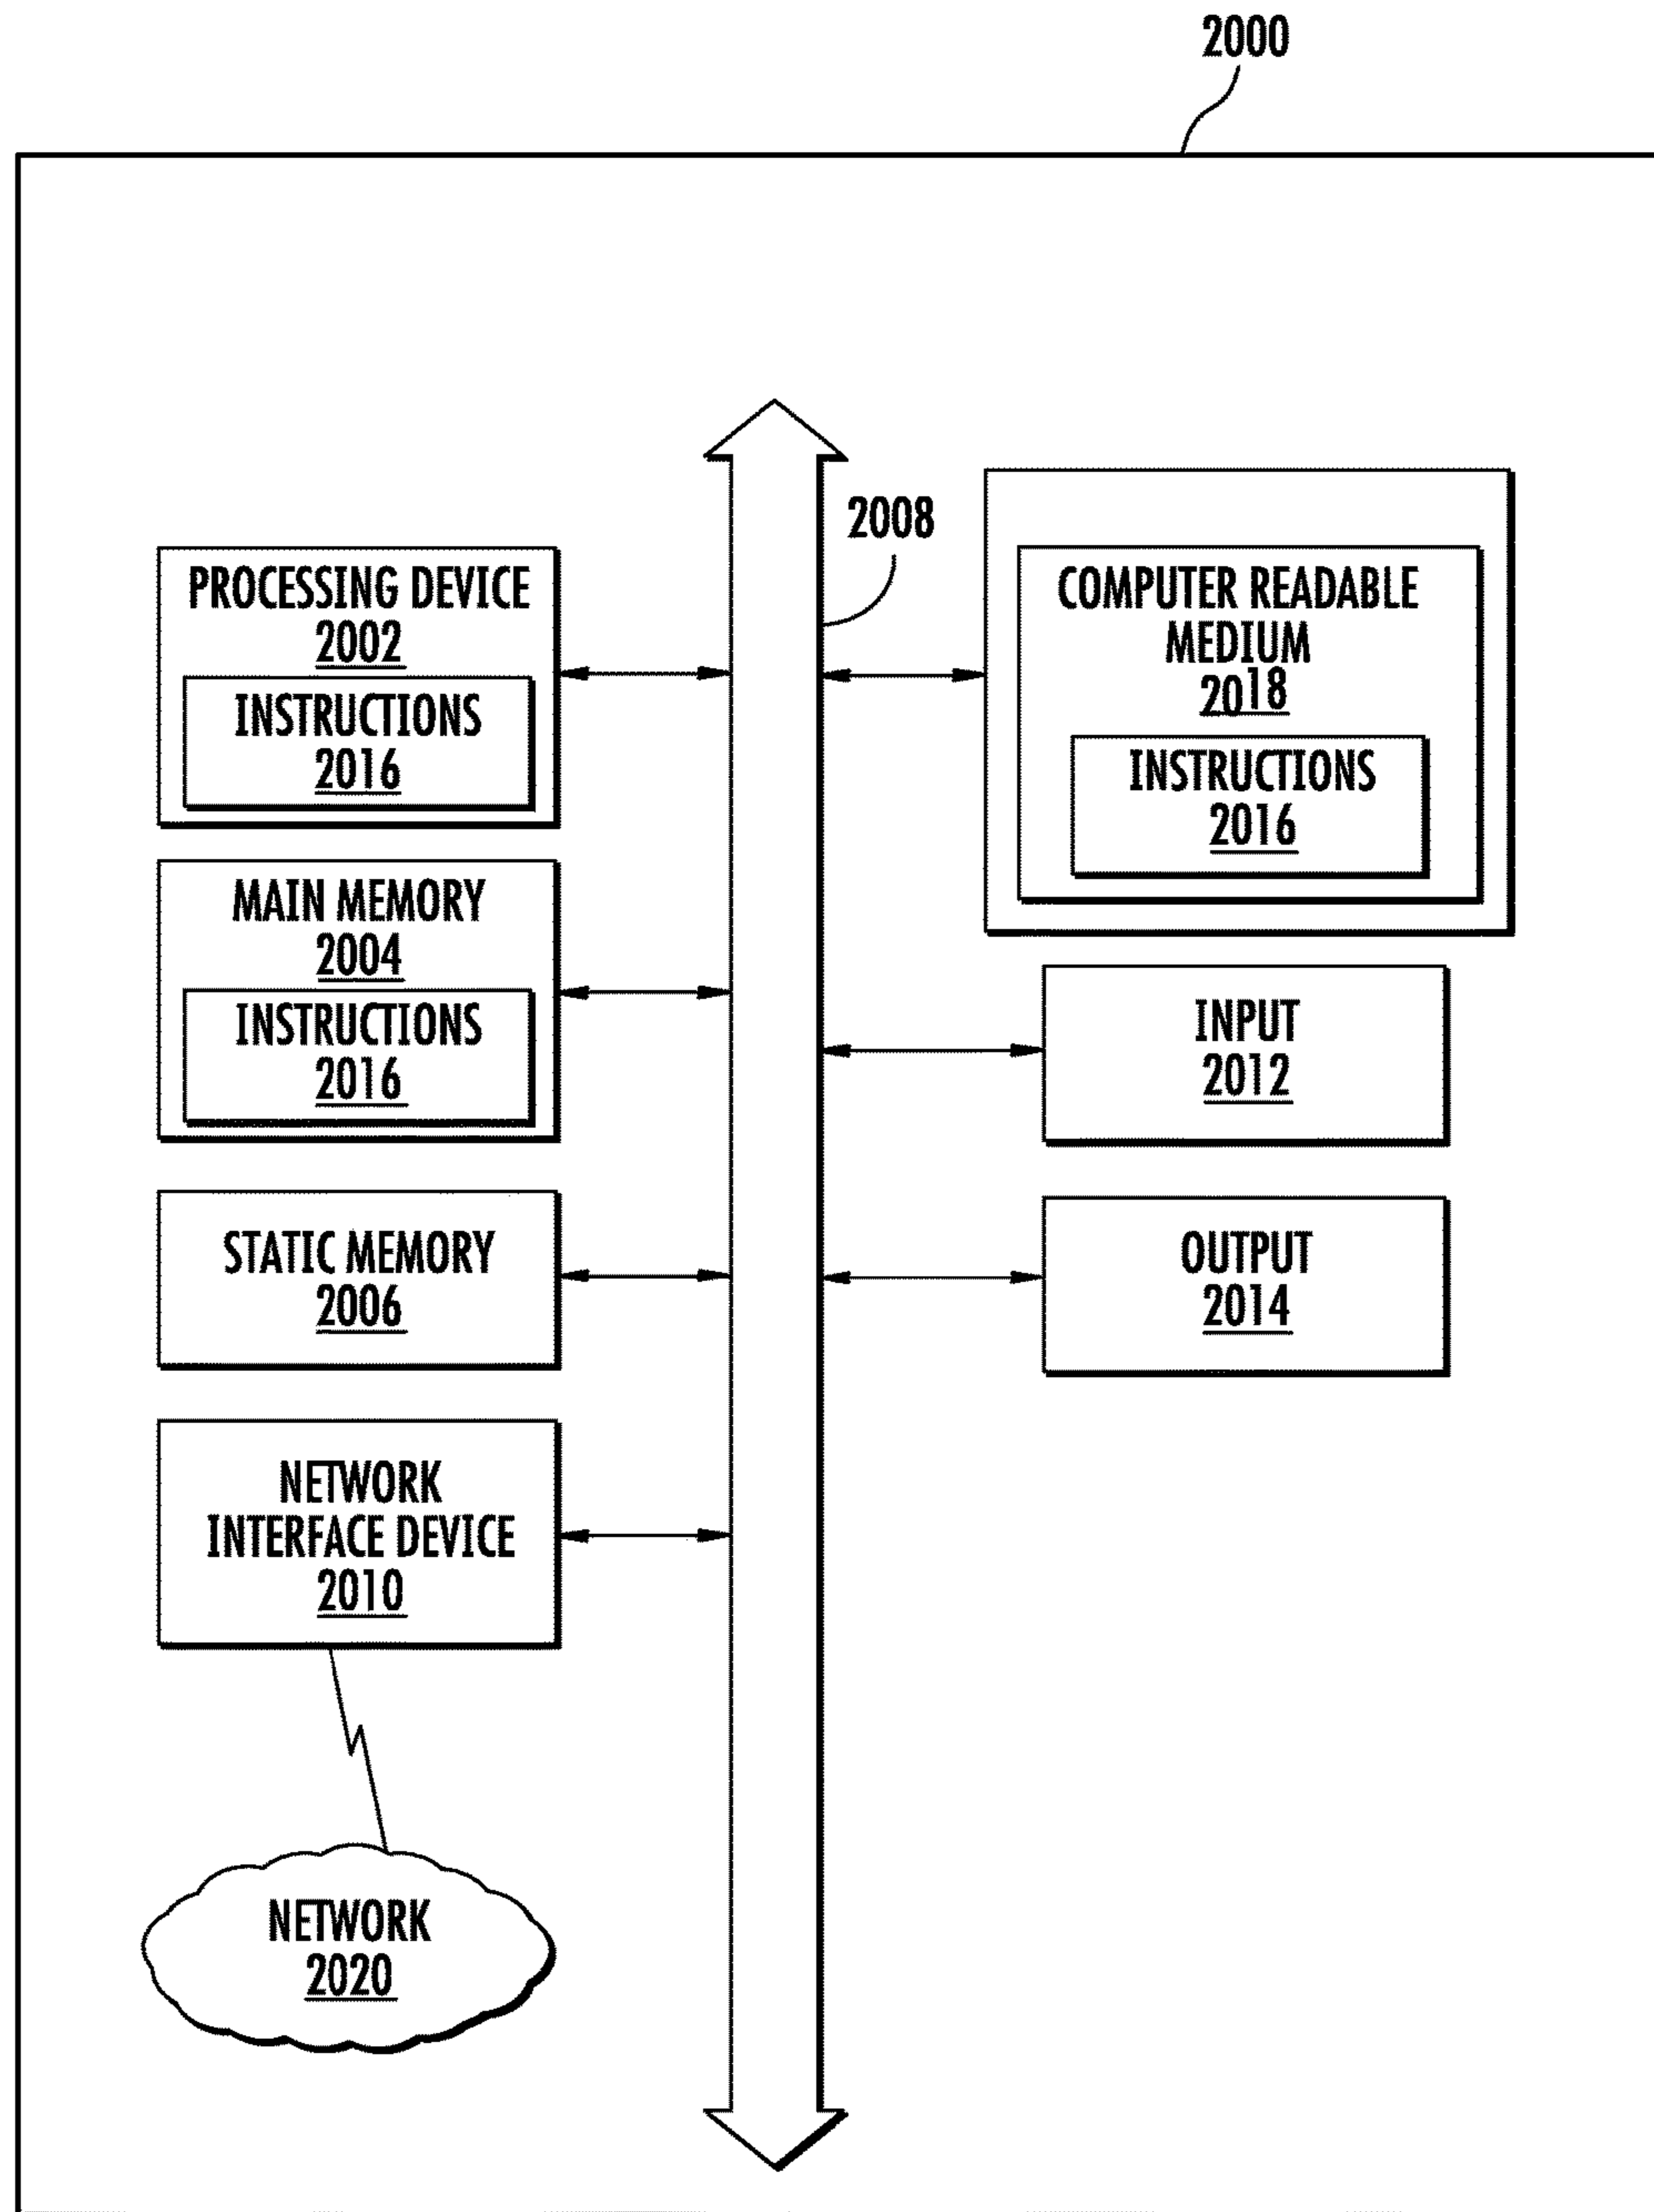 2000
2008
PROCESSING DEVICE
2002
INSTRUCTIONS
2016
MAIN MEMORY
2004
INSTRUCTIONS
2016
STATIC MEMORY
2006
NETWORK
INTERFACE DEVICE
2010
NETWORK
2020
COMPUTER READABLE
MEDIUM
2018
INSTRUCTIONS
2016
INPUT
2012
OUTPUT
2014